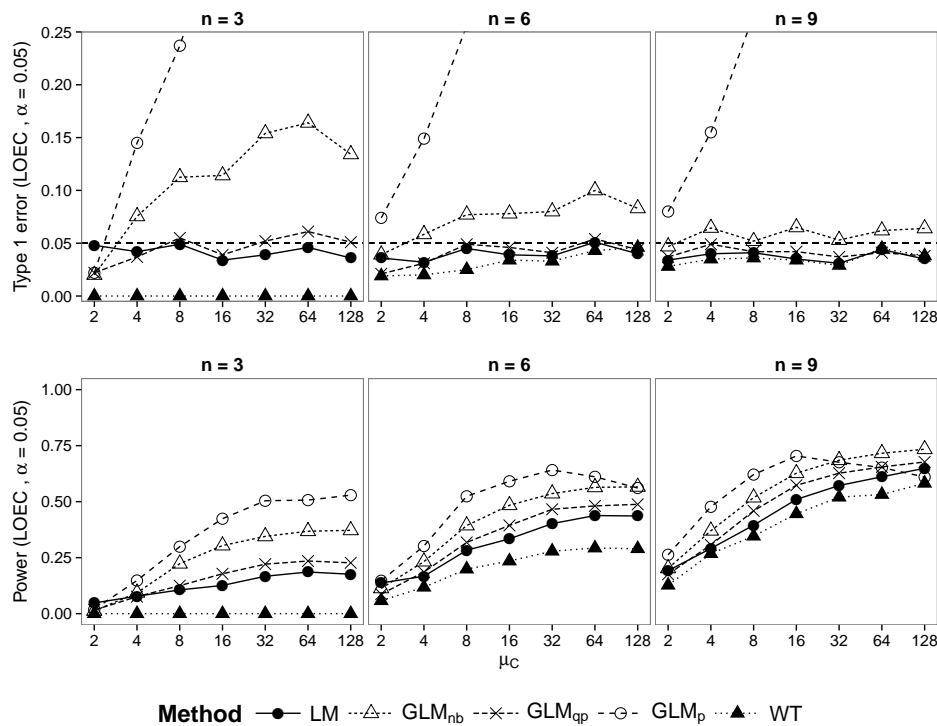 n = 3 n = 6 n = 9
Type 1 error (LOEC , α = 0.05)
0.25
0.20
0.15
0.10
0.05
0.00
2 4 8 16 32 64 128 2 4 8 16 32 64 128 2 4 8 16 32 64 128
n = 3 n = 6 n = 9
Power (LOEC , α = 0.05)
1.00
0.75
0.50
0.25
0.00
2 4 8 16 32 64 128 2 4 8 16 32 64 128 2 4 8 16 32 64 128
μC
Method LM GLMnb GLMqp GLMp WT